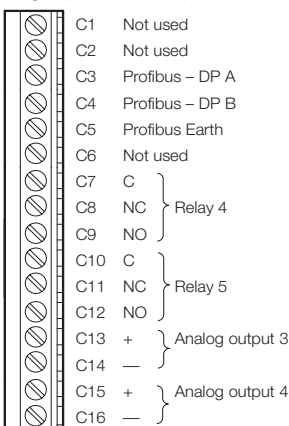 C1 Not used
C2 Not used
C3 Profibus – DP A
C4 Profibus – DP B
C5 Profibus Earth
C6 Not used
C7 C
C8 NC Relay 4
C9 NO
C10 C
C11 NC Relay 5
C12 NO
C13 + Analog output 3
C14 —
C15 + Analog output 4
C16 —